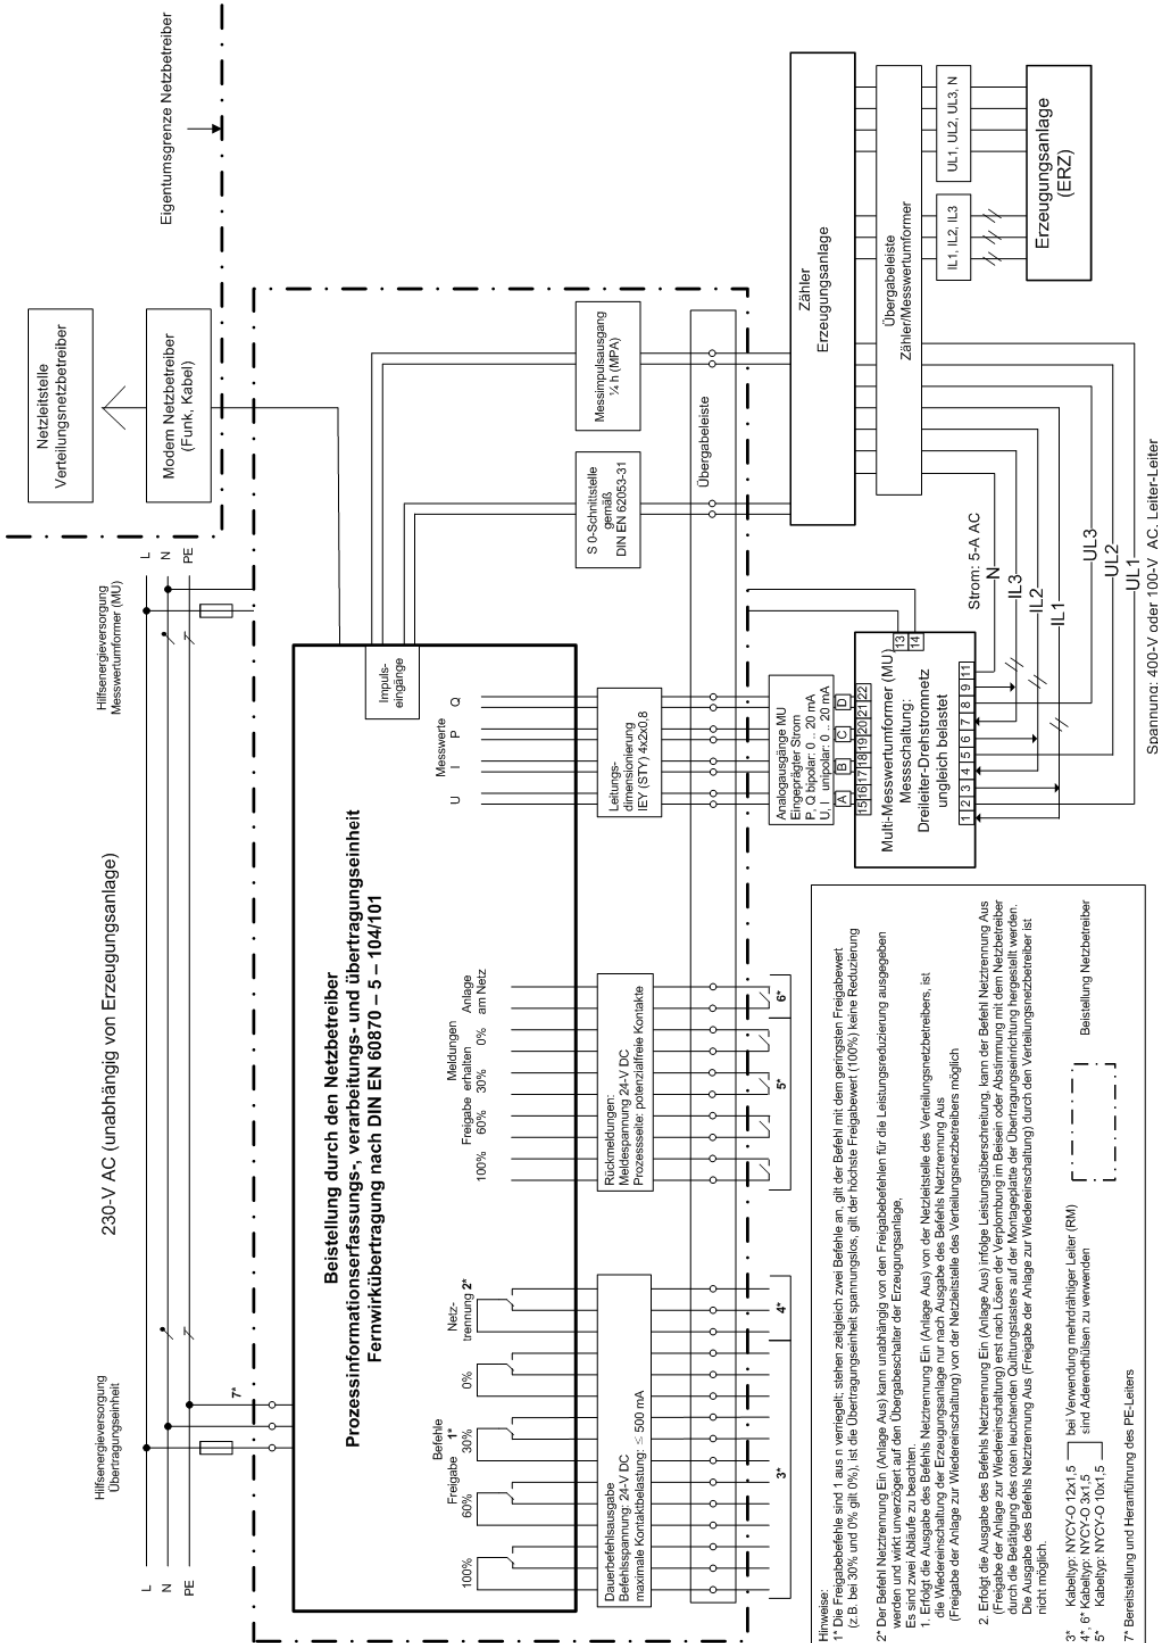 Netzleitstelle
Verteilungsnetzbetreiber
Modem Netzbetreiber
(Funk, Kabel)
Eigentumsgrenze Netzbetreiber
230-V AC (unabhängig von Erzeugungsanlage)
Hilfsenergieversorgung
Übertragungseinheit
L
N
PE
7*
Hilfsenergieversorgung
Messwertumformer (MU)
L
N
PE
Beistellung durch den Netzbetreiber
Prozessinformationserfassungs-, verarbeitungs- und übertragungseinheit
Fernwirkübertragung nach DIN EN 60870 – 5 – 104/101
Impuls-
eingänge
Befehle
Freigabe 1*
100%
60%
30%
0%
Netz-
trennung 2*
Meldungen
Freigabe erhalten
100%
60%
30%
0%
Anlage
am Netz
Messwerte
U
I
P
Q
Dauerbefehlsausgabe
Befehlsspannung: 24-V DC
maximale Kontaktbelastung: ≤ 500 mA
Rückmeldungen:
Meldespannung 24-V DC
Prozessseite: potenzialfreie Kontakte
Leitungs-
dimensionierung
IEY (STY) 4x2x0,8
S 0-Schnittstelle
gemäß
DIN EN 62053-31
Messimpulsausgang
¼ h (MPA)
Übergabeleiste
3*
4*
5*
6*
Analogausgänge MU
Eingeprägter Strom
P, Q bipolar: 0 .. 20 mA
U, I unipolar: 0 .. 20 mA
A
B
C
D
15 16 17 18 19 20 21 22
Multi-Messwertumformer (MU)
Messschaltung:
Dreileiter-Drehstromnetz
ungleich belastet
13
14
1 2 3 4 5 6 7 8 9 11
Zähler
Erzeugungsanlage
Übergabeleiste
Zähler/Messwertumformer
IL1, IL2, IL3
UL1, UL2, UL3, N
Erzeugungsanlage
(ERZ)
Strom: 5-A AC
N
IL3
IL2
IL1
UL3
UL2
UL1
Spannung: 400-V oder 100-V AC, Leiter-Leiter
Hinweise:
1* Die Freigabebefehle sind 1 aus n verriegelt; stehen zeitgleich zwei Befehle an, gilt der Befehl mit dem geringsten Freigabewert
(z.B. bei 30% und 0% gilt 0%), ist die Übertragungseinheit spannungslos, gilt der höchste Freigabewert (100%) keine Reduzierung
2* Der Befehl Netztrennung Ein (Anlage Aus) kann unabhängig von den Freigabebefehlen für die Leistungsreduzierung ausgegeben
werden und wirkt unverzögert auf den Übergabeschalter der Erzeugungsanlage,
Es sind zwei Abläufe zu beachten.
1. Erfolgt die Ausgabe des Befehls Netztrennung Ein (Anlage Aus) von der Netzleitstelle des Verteilungsnetzbetreibers, ist
die Wiedereinschaltung der Erzeugungsanlage nur nach Ausgabe des Befehls Netztrennung Aus
(Freigabe der Anlage zur Wiedereinschaltung) von der Netzleitstelle des Verteilungsnetzbetreibers möglich
2. Erfolgt die Ausgabe des Befehls Netztrennung Ein (Anlage Aus) infolge Leistungsüberschreitung, kann der Befehl Netztrennung Aus
(Freigabe der Anlage zur Wiedereinschaltung) erst nach Lösen der Verplombung im Beisein oder Abstimmung mit dem Netzbetreiber
durch die Betätigung des roten leuchtenden Quittungstasters auf der Montageplatte der Übertragungseinrichtung hergestellt werden.
Die Ausgabe des Befehls Netztrennung Aus (Freigabe der Anlage zur Wiedereinschaltung) durch den Verteilungsnetzbetreiber ist
nicht möglich.
3* Kabeltyp: NYCY-O 12x1,5
4*, 6* Kabeltyp: NYCY-O 3x1,5
5* Kabeltyp: NYCY-O 10x1,5
bei Verwendung mehrdrähtiger Leiter (RM)
sind Aderendhülsen zu verwenden
Beistellung Netzbetreiber
7* Bereitstellung und Heranführung des PE-Leiters